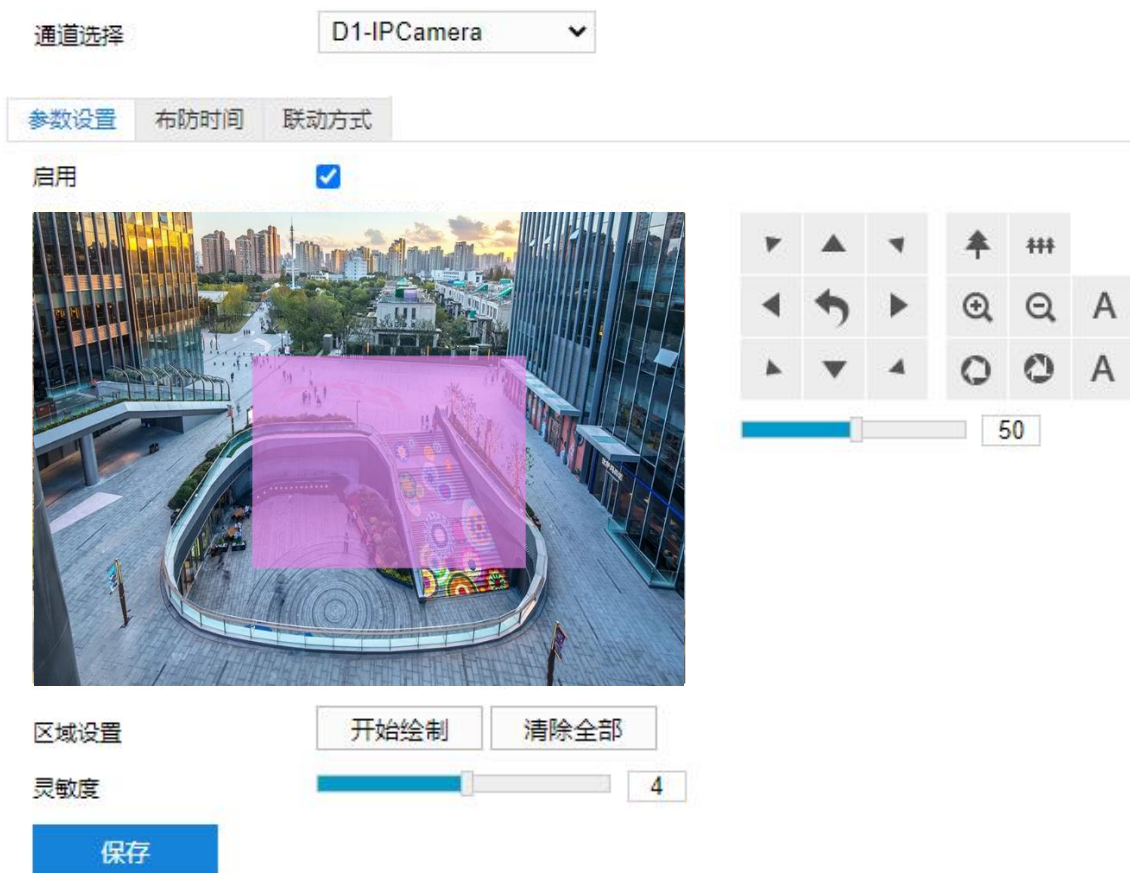 通道选择 D1-IPCamera
参数设置 布防时间 联动方式
启用
A
A
50
区域设置 开始绘制 清除全部
灵敏度 4
保存